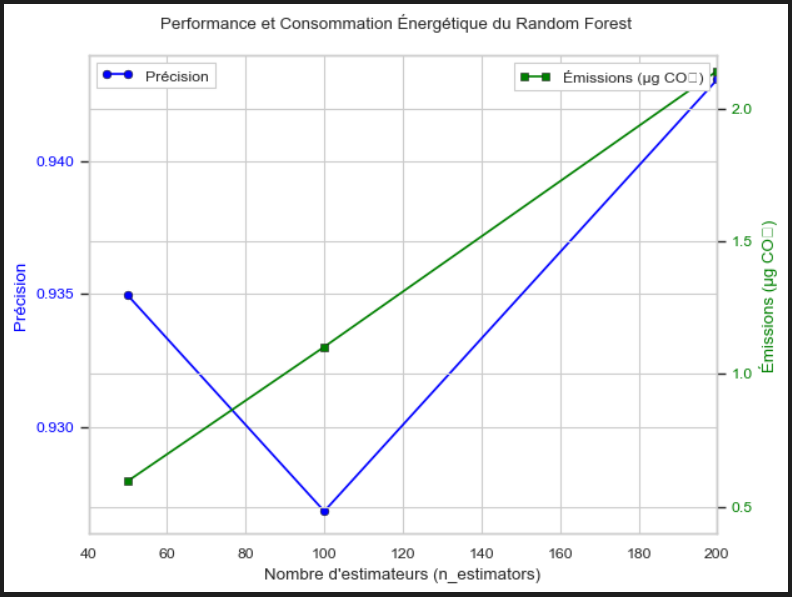 Performance et Consommation Énergétique du Random Forest
Précision
Émissions (µg CO□)
0.940
0.935
0.930
Précision
2.0
1.5
1.0
0.5
Émissions (µg CO□)
40 60 80 100 120 140 160 180 200
Nombre d'estimateurs (n_estimators)